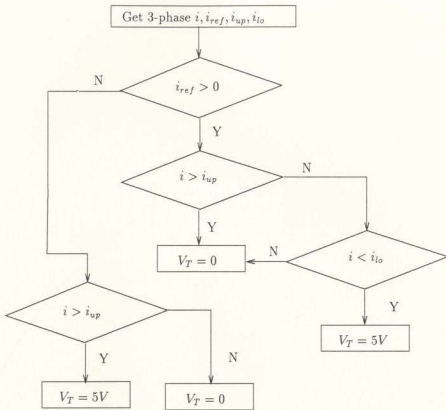 Get 3-phase i, i_ref, i_up, i_lo
N
i_ref > 0
Y
i > i_up
N
Y
V_T = 0
N
i < i_lo
i > i_up
Y
Y
N
V_T = 5V
V_T = 5V
V_T = 0